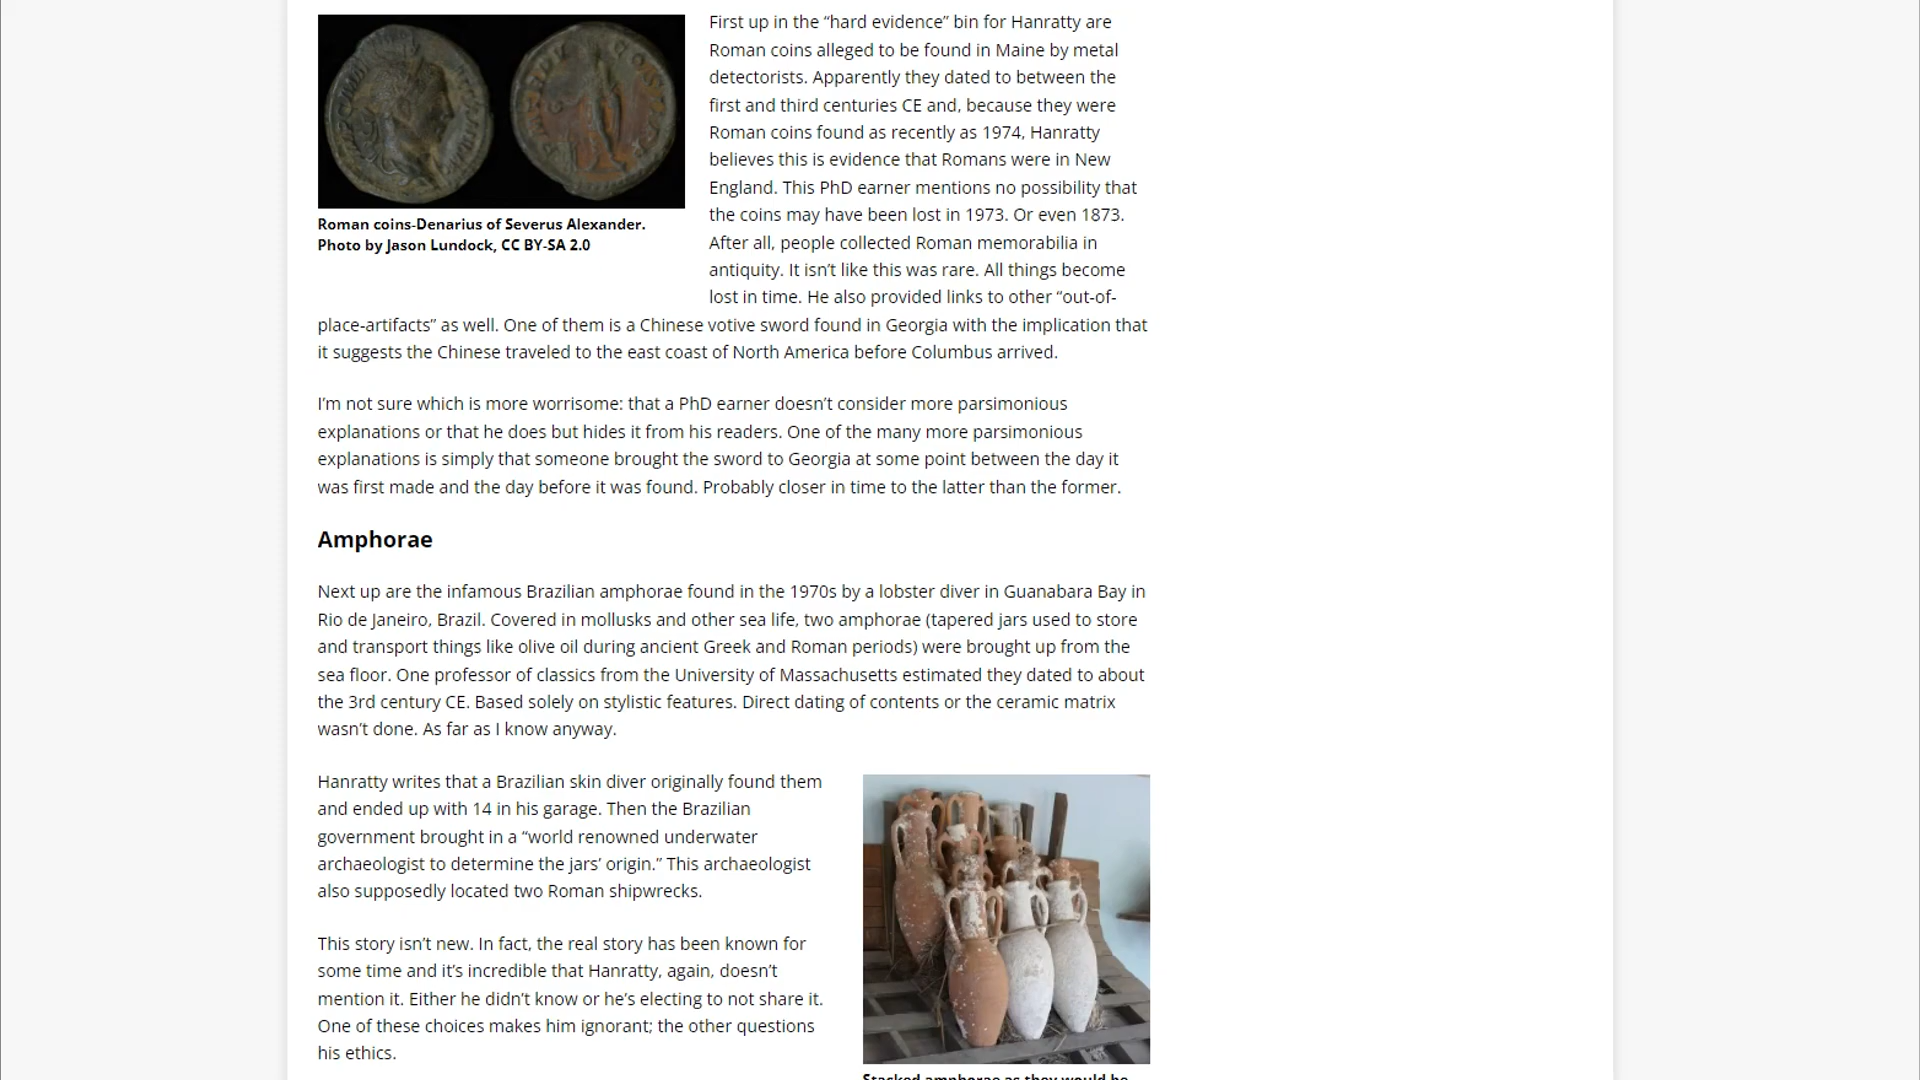 First up in the “hard evidence” bin for Hanratty are
Roman coins alleged to be found in Maine by metal
detectorists. Apparently they dated to between the
first and third centuries CE and, because they were
Roman coins found as recently as 1974, Hanratty
believes this is evidence that Romans were in New
England. This PhD earner mentions no possibility that
the coins may have been lost in 1973. Or even 1873.
After all, people collected Roman memorabilia in
antiquity. It isn’t like this was rare. All things become
lost in time. He also provided links to other “out-of-
place-artifacts” as well. One of them is a Chinese votive sword found in Georgia with the implication that
it suggests the Chinese traveled to the east coast of North America before Columbus arrived.
Roman coins-Denarius of Severus Alexander.
Photo by Jason Lundock, CC BY-SA 2.0
I’m not sure which is more worrisome: that a PhD earner doesn’t consider more parsimonious
explanations or that he does but hides it from his readers. One of the many more parsimonious
explanations is simply that someone brought the sword to Georgia at some point between the day it
was first made and the day before it was found. Probably closer in time to the latter than the former.
Amphorae
Next up are the infamous Brazilian amphorae found in the 1970s by a lobster diver in Guanabara Bay in
Rio de Janeiro, Brazil. Covered in mollusks and other sea life, two amphorae (tapered jars used to store
and transport things like olive oil during ancient Greek and Roman periods) were brought up from the
sea floor. One professor of classics from the University of Massachusetts estimated they dated to about
the 3rd century CE. Based solely on stylistic features. Direct dating of contents or the ceramic matrix
wasn’t done. As far as I know anyway.
Hanratty writes that a Brazilian skin diver originally found them
and ended up with 14 in his garage. Then the Brazilian
government brought in a “world renowned underwater
archaeologist to determine the jars’ origin.” This archaeologist
also supposedly located two Roman shipwrecks.
This story isn’t new. In fact, the real story has been known for
some time and it’s incredible that Hanratty, again, doesn’t
mention it. Either he didn’t know or he’s electing to not share it.
One of these choices makes him ignorant; the other questions
his ethics.
Stacked amphorae as they would be